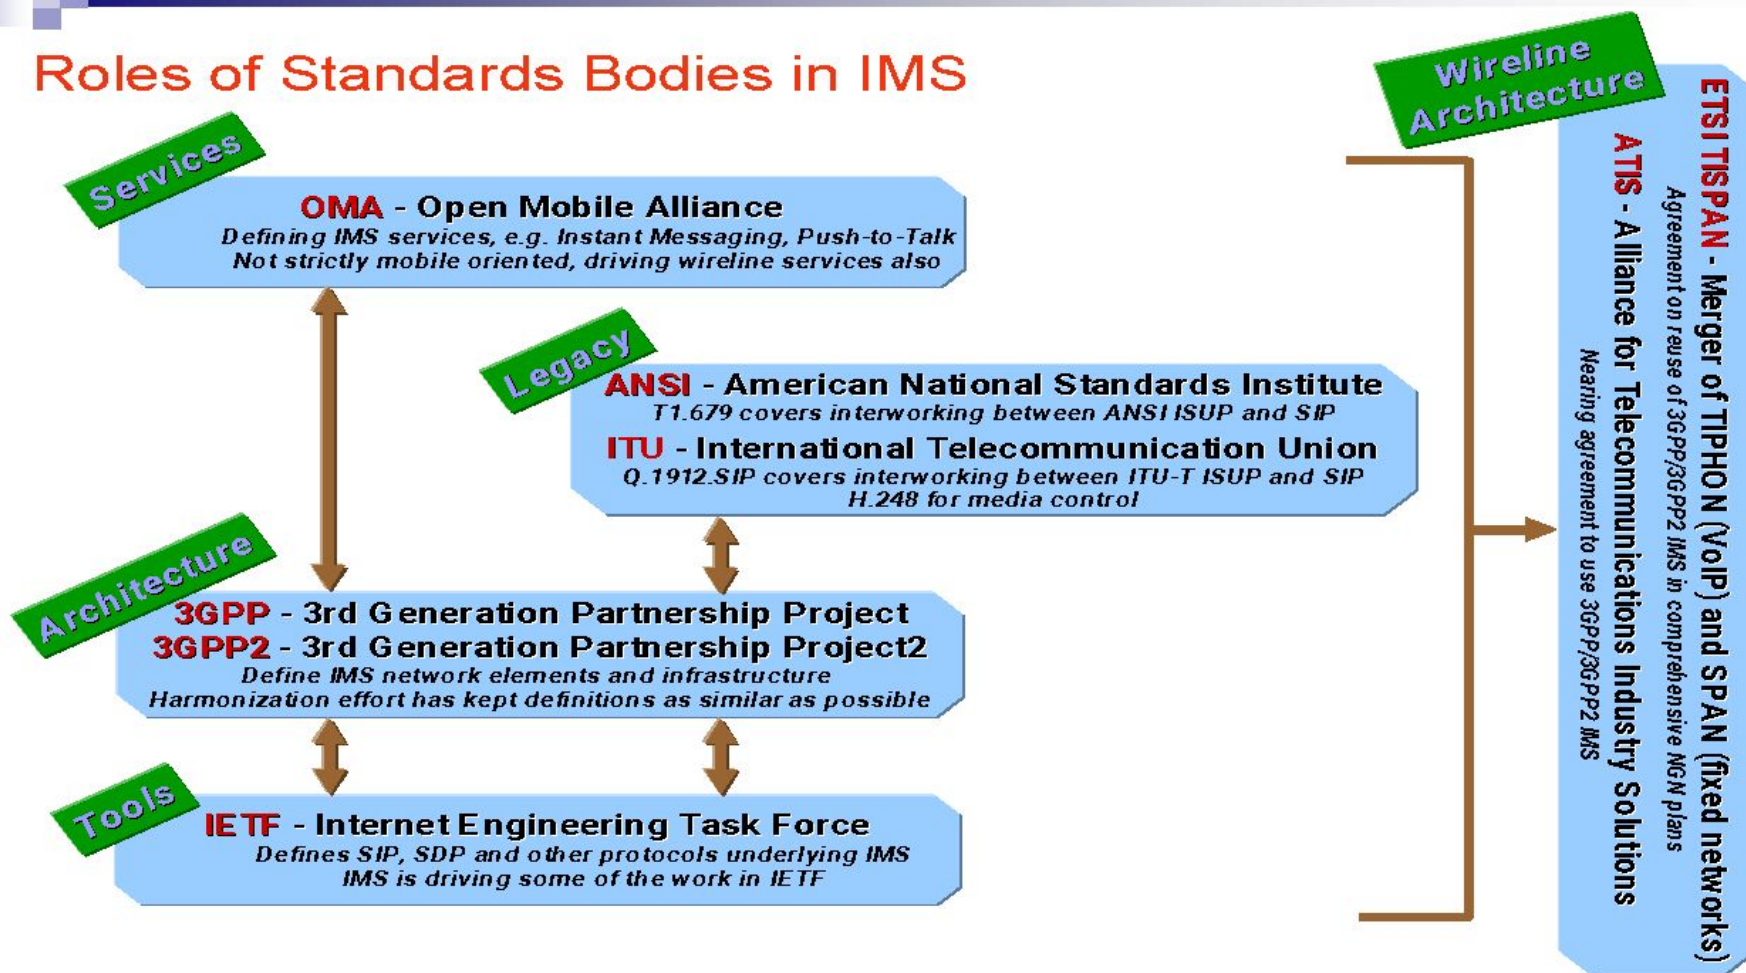 Roles of Standards Bodies in IMS
Services
OMA - Open Mobile Alliance
Defining IMS services, e.g. Instant Messaging, Push-to-Talk
Not strictly mobile oriented, driving wireline services also
Legacy
ANSI - American National Standards Institute
T1.679 covers interworking between ANSI ISUP and SIP
ITU - International Telecommunication Union
Q.1912.SIP covers interworking between ITU-T ISUP and SIP
H.248 for media control
Architecture
3GPP - 3rd Generation Partnership Project
3GPP2 - 3rd Generation Partnership Project2
Define IMS network elements and infrastructure
Harmonization effort has kept definitions as similar as possible
Tools
IETF - Internet Engineering Task Force
Defines SIP, SDP and other protocols underlying IMS
IMS is driving some of the work in IETF
Wireline
Architecture
ETSI TISPAN - Merger of TIPHON (VoIP) and SPAN (fixed networks)
Agreement on reuse of 3GPP/3GPP2 IMS in comprehensive NGN plans
ATIS - Alliance for Telecommunications Industry Solutions
Nearing agreement to use 3GPP/3GPP2 IMS